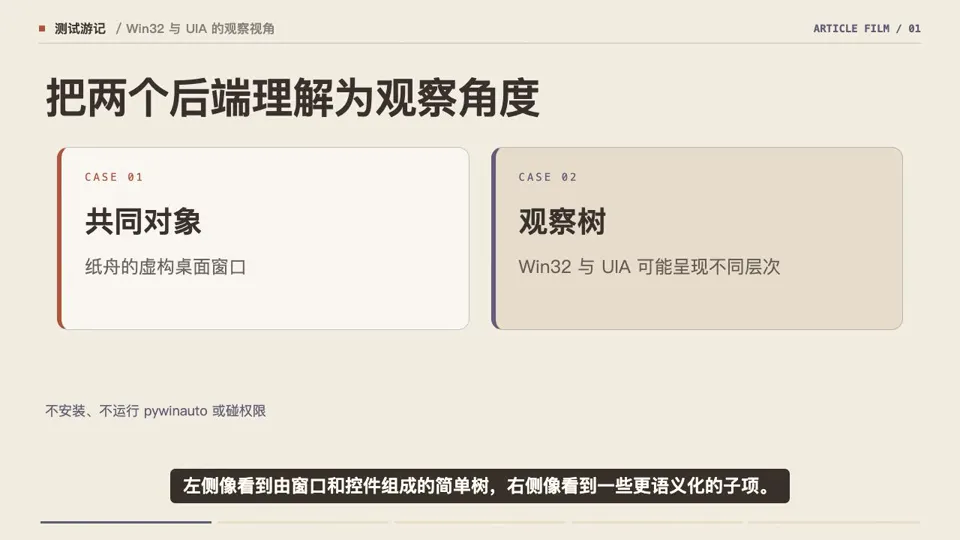 测试游记 / Win32 与 UIA 的观察视角
ARTICLE FILM / 01
把两个后端理解为观察角度
CASE 01
共同对象
纸舟的虚构桌面窗口
CASE 02
观察树
Win32 与 UIA 可能呈现不同层次
不安装、不运行 pywinauto 或碰权限
左侧像看到由窗口和控件组成的简单树，右侧像看到一些更语义化的子项。